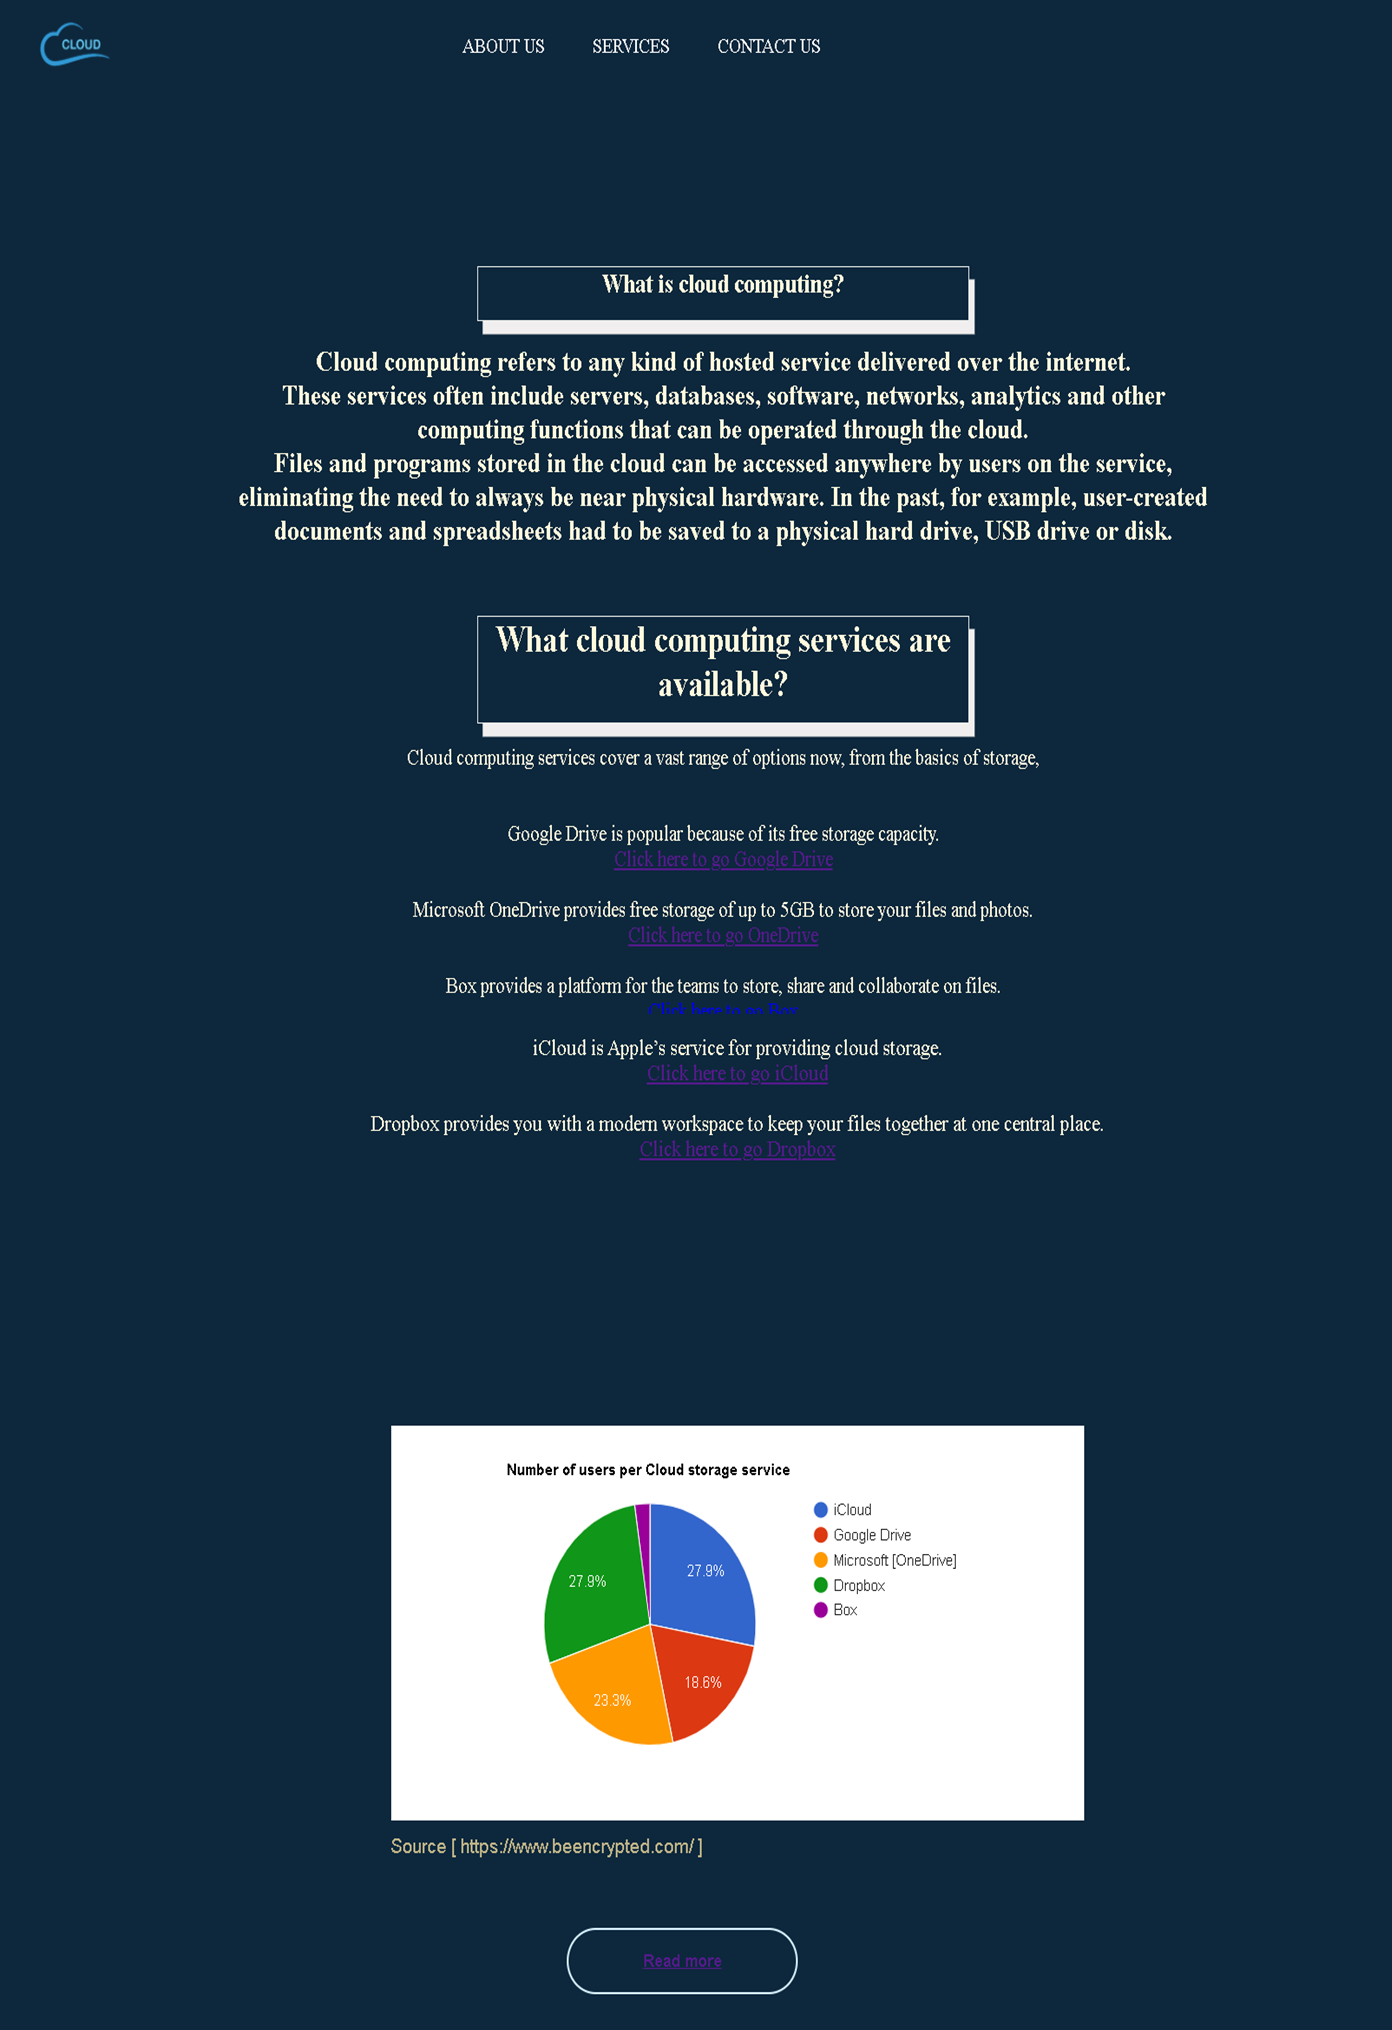 CLOUD
ABOUT US SERVICES CONTACT US
What is cloud computing?
Cloud computing refers to any kind of hosted service delivered over the internet.
These services often include servers, databases, software, networks, analytics and other
computing functions that can be operated through the cloud.
Files and programs stored in the cloud can be accessed anywhere by users on the service,
eliminating the need to always be near physical hardware. In the past, for example, user-created
documents and spreadsheets had to be saved to a physical hard drive, USB drive or disk.
What cloud computing services are
available?
Cloud computing services cover a vast range of options now, from the basics of storage,
Google Drive is popular because of its free storage capacity.
Click here to go Google Drive
Microsoft OneDrive provides free storage of up to 5GB to store your files and photos.
Click here to go OneDrive
Box provides a platform for the teams to store, share and collaborate on files.
Click here to go Box
iCloud is Apple’s service for providing cloud storage.
Click here to go iCloud
Dropbox provides you with a modern workspace to keep your files together at one central place.
Click here to go Dropbox
Number of users per Cloud storage service
iCloud
Google Drive
Microsoft [OneDrive]
Dropbox
Box
27.9%
27.9%
18.6%
23.3%
Source [ https://www.beencrypted.com/ ]
Read more